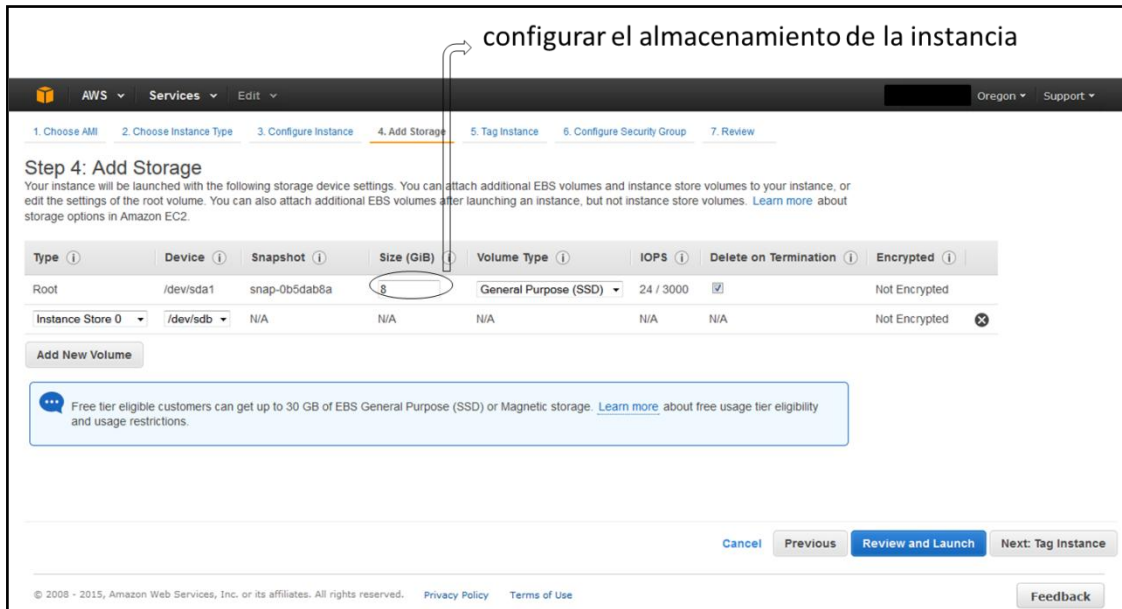 configurar el almacenamiento de la instancia
AWS Services Edit Oregon Support
1. Choose AMI 2. Choose Instance Type 3. Configure Instance 4. Add Storage 5. Tag Instance 6. Configure Security Group 7. Review
Step 4: Add Storage
Your instance will be launched with the following storage device settings. You can attach additional EBS volumes and instance store volumes to your instance, or
edit the settings of the root volume. You can also attach additional EBS volumes after launching an instance, but not instance store volumes. Learn more about
storage options in Amazon EC2.
Type Device Snapshot Size (GiB) Volume Type IOPS Delete on Termination Encrypted
Root /dev/sda1 snap-0b5dab8a 8 General Purpose (SSD) 24 / 3000 Not Encrypted
Instance Store 0 /dev/sdb N/A N/A N/A N/A N/A Not Encrypted
Add New Volume
Free tier eligible customers can get up to 30 GB of EBS General Purpose (SSD) or Magnetic storage. Learn more about free usage tier eligibility
and usage restrictions.
Cancel Previous Review and Launch Next: Tag Instance
© 2008 - 2015, Amazon Web Services, Inc. or its affiliates. All rights reserved. Privacy Policy Terms of Use Feedback